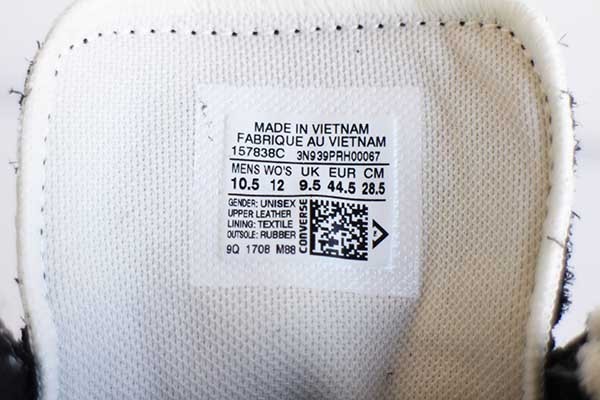 MADE IN VIETNAM
FABRIQUE AU VIETNAM
157838C 3N939PRH00067
MENS WO'S UK EUR CM
10.5 12 9.5 44.5 28.5
GENDER: UNISEX
UPPER LEATHER
LINING: TEXTILE
OUTSOLE: RUBBER
9Q 1708 M88
CONVERSE